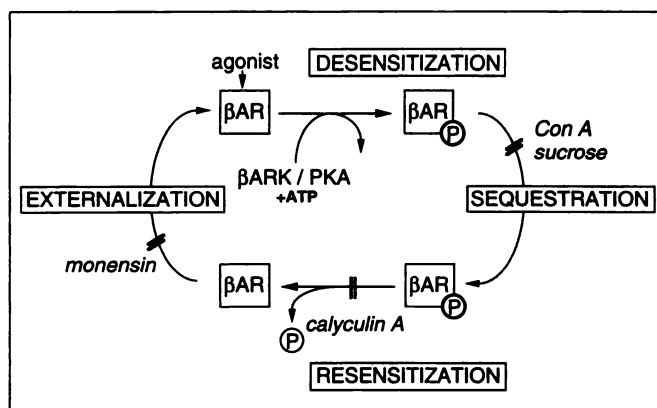 DESENSITIZATION
agonist
βAR
βAR
P
Con A
sucrose
βARK / PKA
+ATP
EXTERNALIZATION
SEQUESTRATION
monensin
βAR
βAR
P
calyculin A
P
RESENSITIZATION